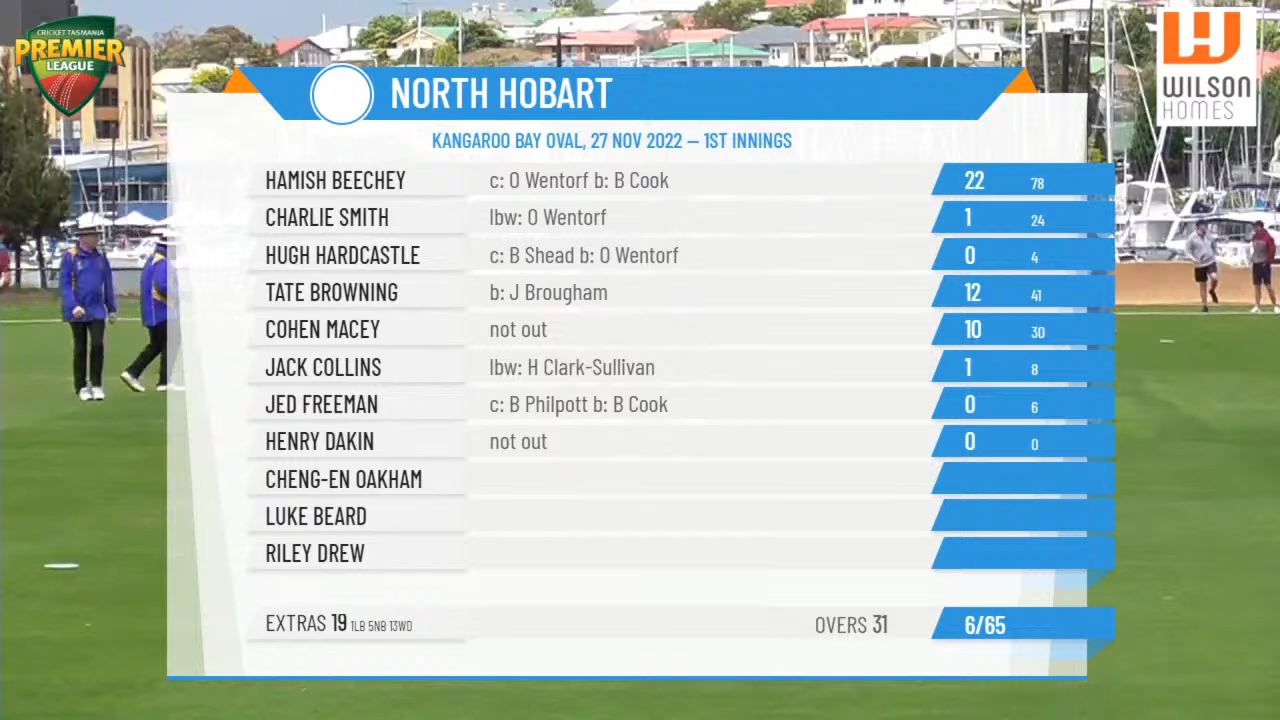 CRICKET TASMANIA
PREMIER
LEAGUE
WILSON
HOMES
NORTH HOBART
KANGAROO BAY OVAL, 27 NOV 2022 – 1ST INNINGS
HAMISH BEECHEY c: O Wentorf b: B Cook 22 78
CHARLIE SMITH lbw: O Wentorf 1 24
HUGH HARDCASTLE c: B Shead b: O Wentorf 0 4
TATE BROWNING b: J Brougham 12 41
COHEN MACEY not out 10 30
JACK COLLINS lbw: H Clark-Sullivan 1 8
JED FREEMAN c: B Philpott b: B Cook 0 6
HENRY DAKIN not out 0 0
CHENG-EN OAKHAM
LUKE BEARD
RILEY DREW
EXTRAS 19 1LB 5NB 13WD OVERS 31 6/65